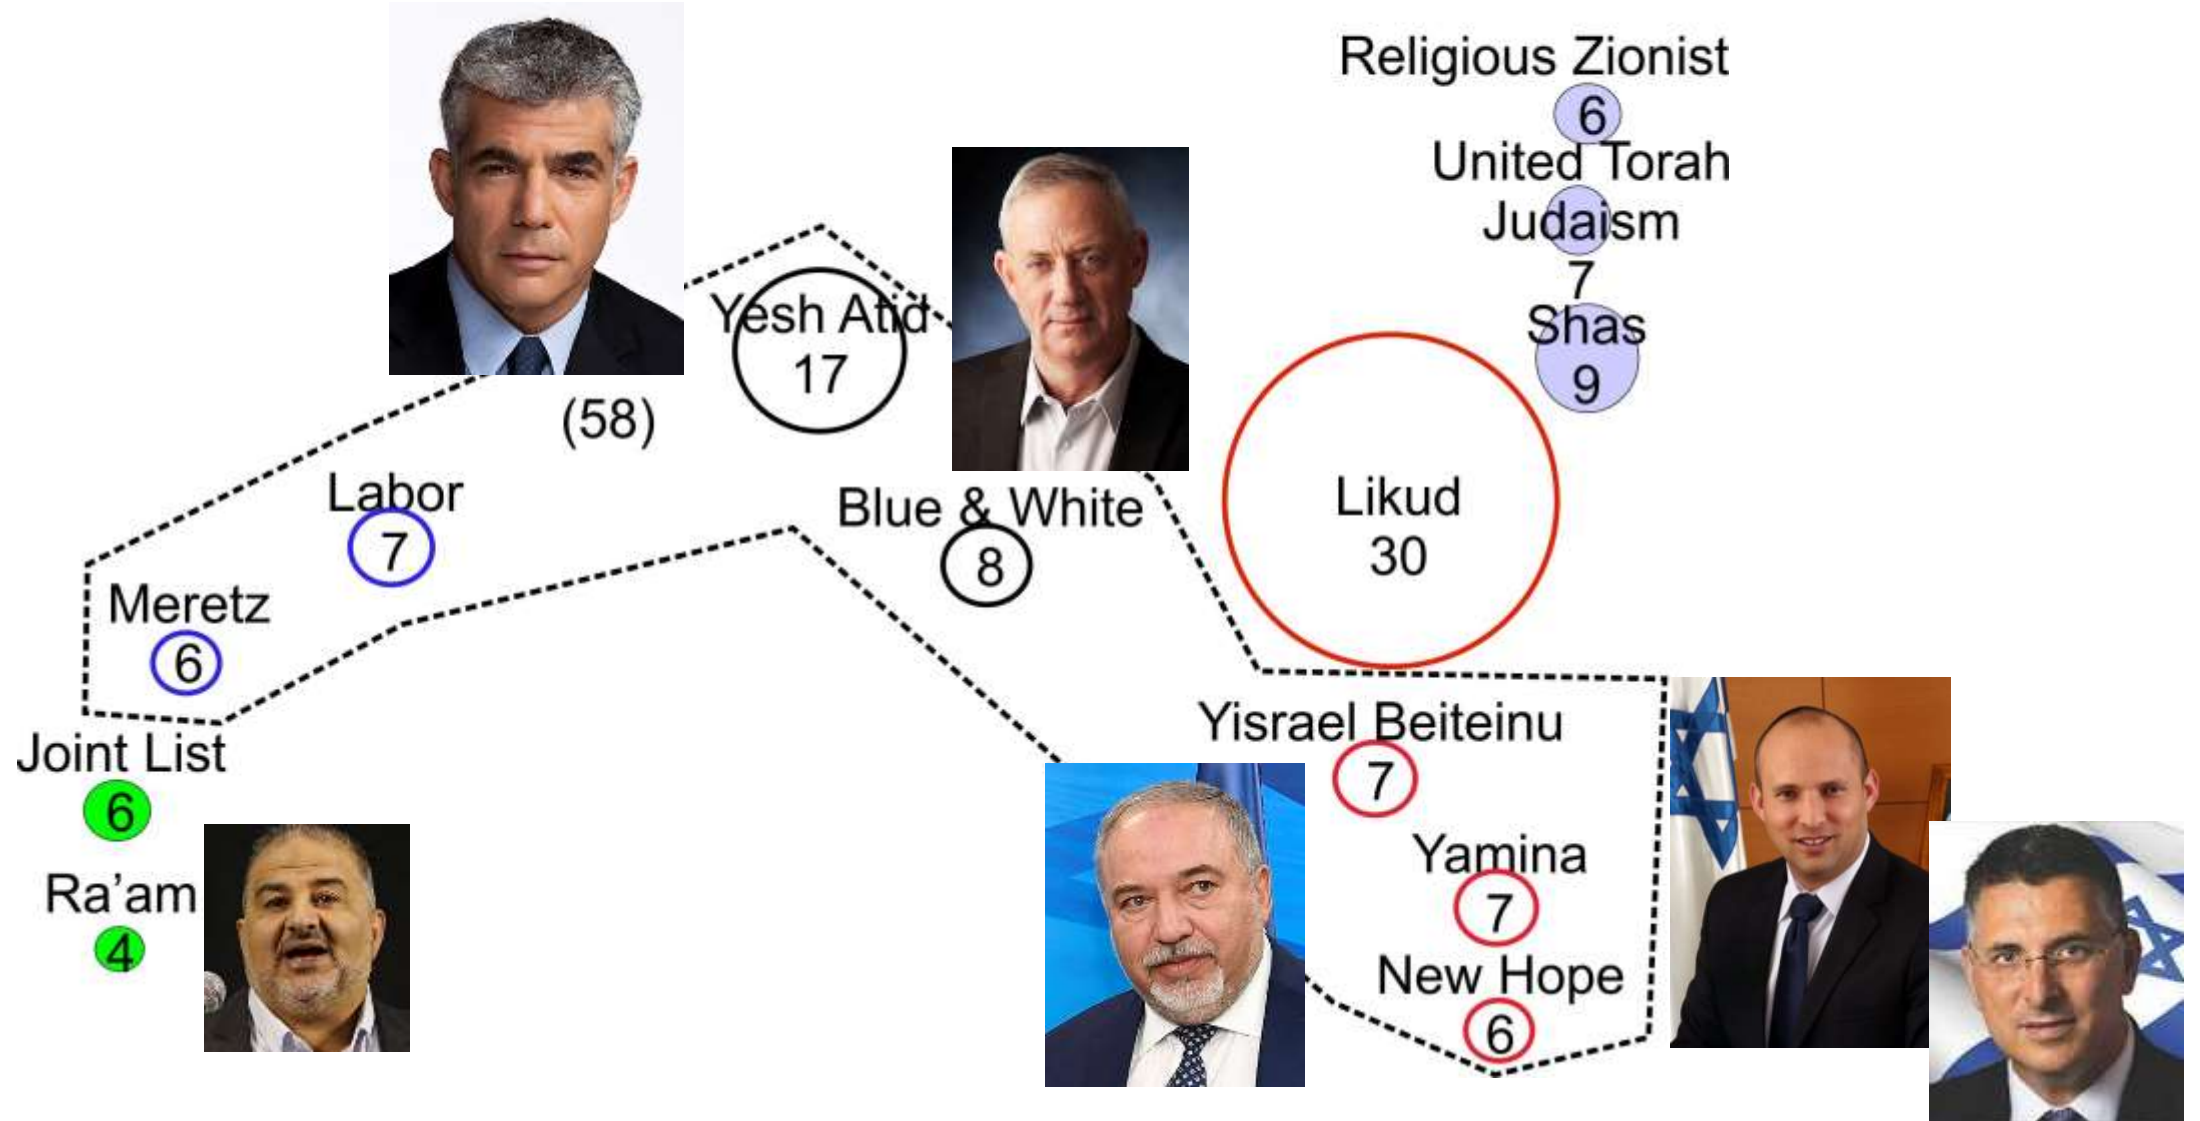 Religious Zionist
6
United Torah
Judaism
7
Shas
9
Yesh Atid
17
(58)
Labor
7
Blue & White
8
Likud
30
Meretz
6
Joint List
6
Ra’am
4
Yisrael Beiteinu
7
Yamina
7
New Hope
6